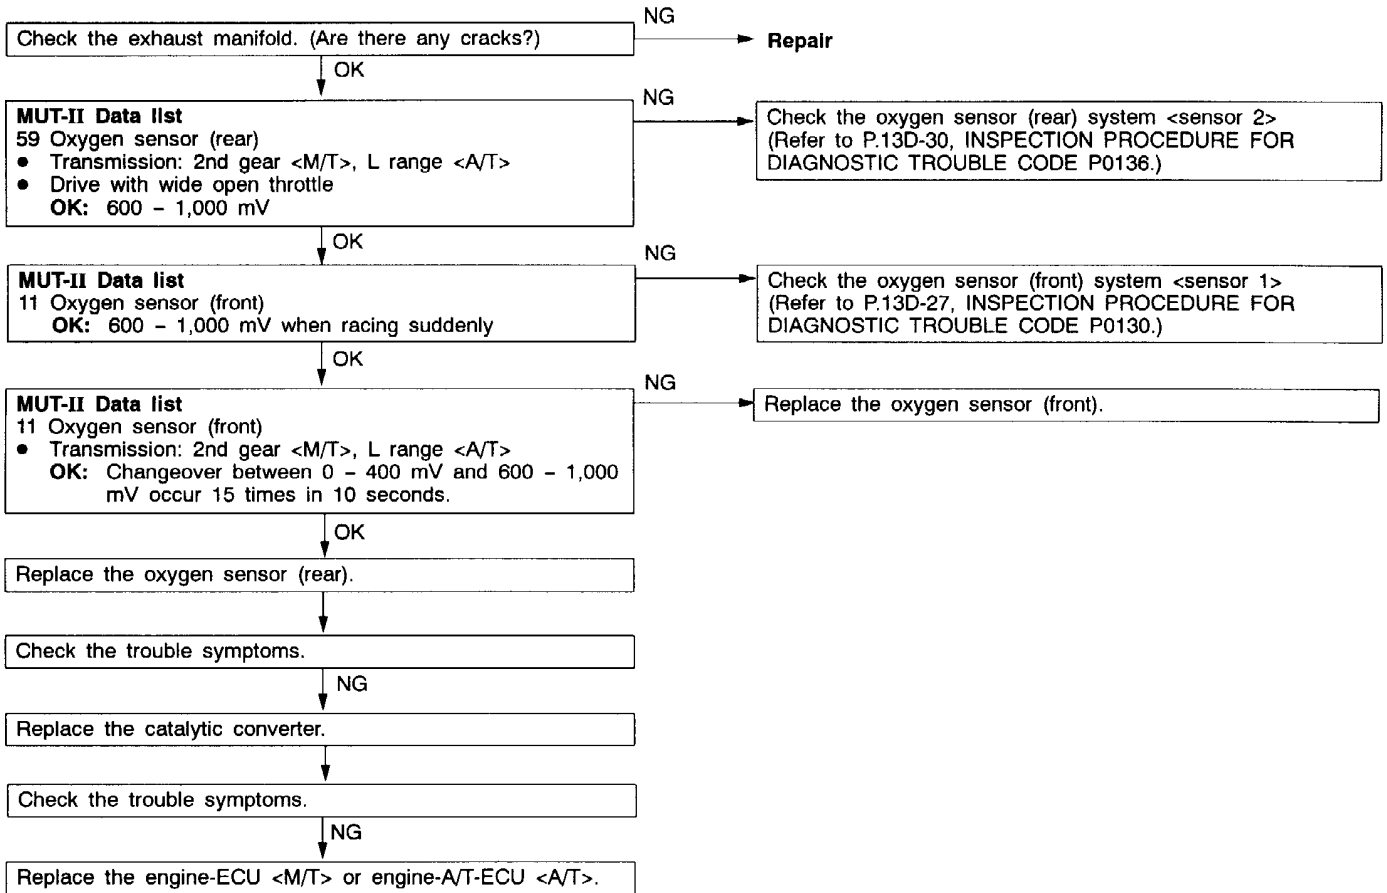 NG
Check the exhaust manifold. (Are there any cracks?)
Repair
OK
MUT-II Data list
59 Oxygen sensor (rear)
● Transmission: 2nd gear <M/T>, L range <A/T>
● Drive with wide open throttle
OK: 600 – 1,000 mV
NG
Check the oxygen sensor (rear) system <sensor 2>
(Refer to P.13D-30, INSPECTION PROCEDURE FOR
DIAGNOSTIC TROUBLE CODE P0136.)
OK
MUT-II Data list
11 Oxygen sensor (front)
OK: 600 – 1,000 mV when racing suddenly
NG
Check the oxygen sensor (front) system <sensor 1>
(Refer to P.13D-27, INSPECTION PROCEDURE FOR
DIAGNOSTIC TROUBLE CODE P0130.)
OK
MUT-II Data list
11 Oxygen sensor (front)
● Transmission: 2nd gear <M/T>, L range <A/T>
OK: Changeover between 0 – 400 mV and 600 – 1,000
mV occur 15 times in 10 seconds.
NG
Replace the oxygen sensor (front).
OK
Replace the oxygen sensor (rear).
Check the trouble symptoms.
NG
Replace the catalytic converter.
Check the trouble symptoms.
NG
Replace the engine-ECU <M/T> or engine-A/T-ECU <A/T>.